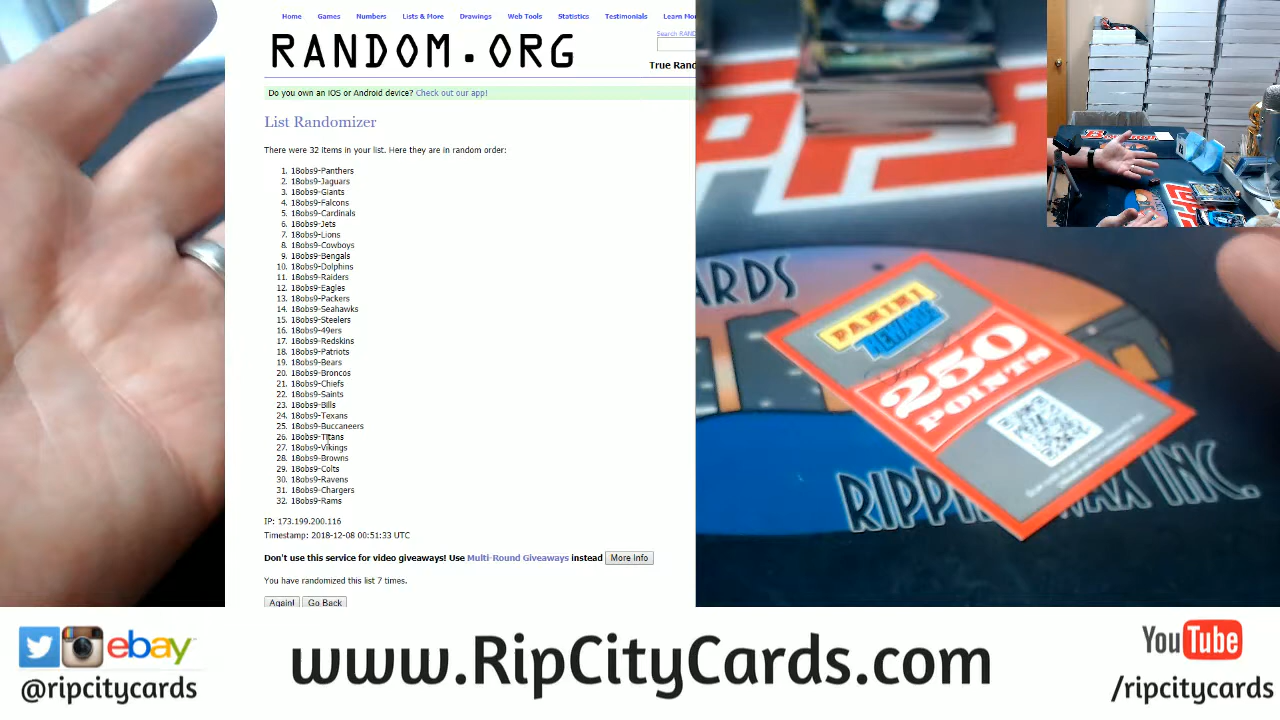 Home Games Numbers Lists & More Drawings Web Tools Statistics Testimonials Learn
RANDOM.ORG
Search RAND
True Ran
Do you own an iOS or Android device? Check out our app!
List Randomizer
There were 32 items in your list. Here they are in random order:
1. 18obs9-Panthers
2. 18obs9-Jaguars
3. 18obs9-Giants
4. 18obs9-Falcons
5. 18obs9-Cardinals
6. 18obs9-Jets
7. 18obs9-Lions
8. 18obs9-Cowboys
9. 18obs9-Bengals
10. 18obs9-Dolphins
11. 18obs9-Raiders
12. 18obs9-Eagles
13. 18obs9-Packers
14. 18obs9-Seahawks
15. 18obs9-Steelers
16. 18obs9-49ers
17. 18obs9-Redskins
18. 18obs9-Patriots
19. 18obs9-Bears
20. 18obs9-Broncos
21. 18obs9-Chiefs
22. 18obs9-Saints
23. 18obs9-Bills
24. 18obs9-Texans
25. 18obs9-Buccaneers
26. 18obs9-Titans
27. 18obs9-Vikings
28. 18obs9-Browns
29. 18obs9-Colts
30. 18obs9-Ravens
31. 18obs9-Chargers
32. 18obs9-Rams
IP: 173.199.200.116
Timestamp: 2018-12-08 00:51:33 UTC
Don't use this service for video giveaways! Use Multi-Round Giveaways instead More Info
You have randomized this list 7 times.
Again! Go Back
ARDS
PANINI
REWARDS
250
POINTS
WAX INC.
ebay
@ripcitycards
www.RipCityCards.com
YouTube
/ripcitycards